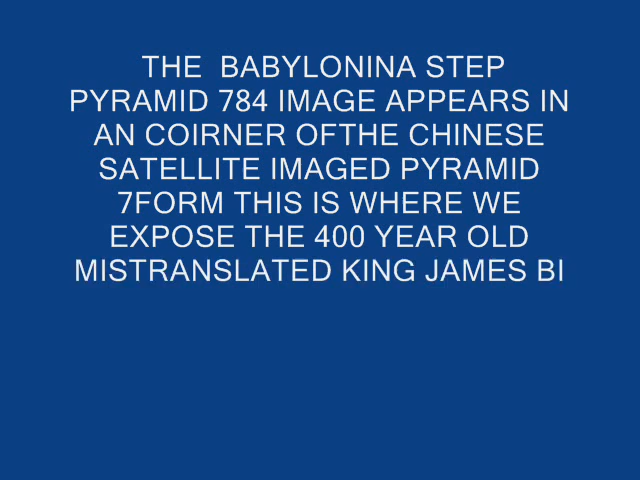 THE  BABYLONINA STEP
PYRAMID 784 IMAGE APPEARS IN
AN COIRNER OFTHE CHINESE
SATELLITE IMAGED PYRAMID
7FORM THIS IS WHERE WE
EXPOSE THE 400 YEAR OLD
MISTRANSLATED KING JAMES BI